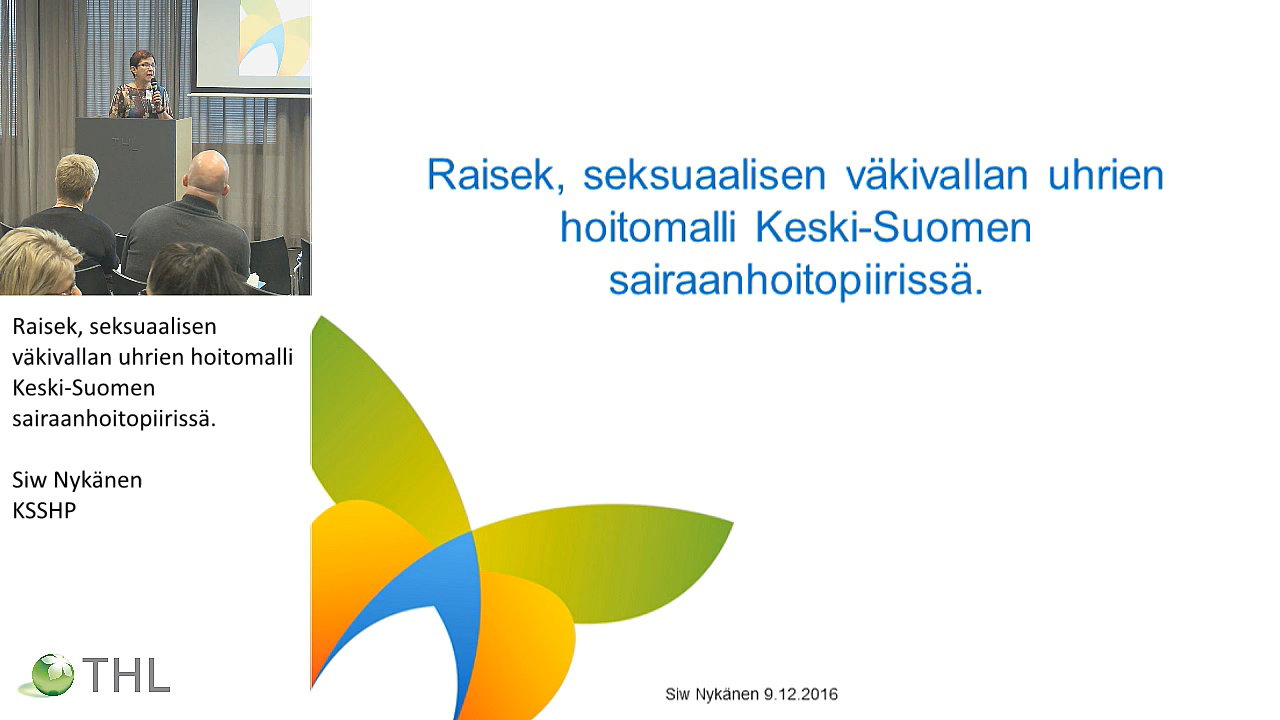 THL
Raisek, seksuaalisen
väkivallan uhrien hoitomalli
Keski-Suomen
sairaanhoitopiirissä.
Siw Nykänen
KSSHP
THL
Raisek, seksuaalisen väkivallan uhrien
hoitomalli Keski-Suomen
sairaanhoitopiirissä.
Siw Nykänen 9.12.2016